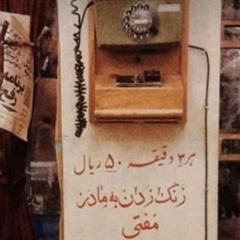 هر ۳ دقیقه ۵۰ ریال
زنگ زدن به مادر
مفتی